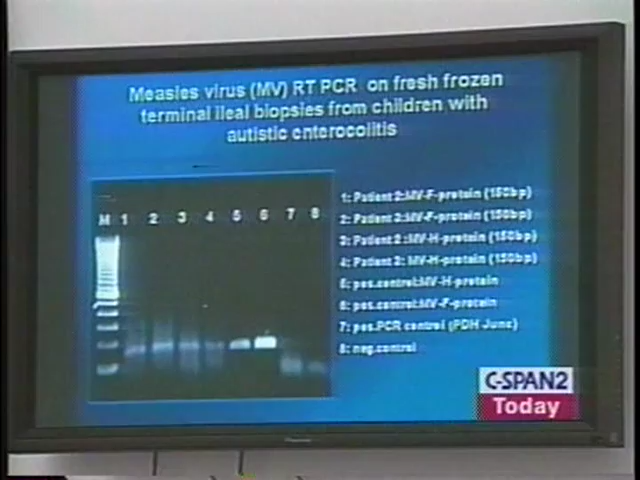 Measles virus (MV) RT PCR on fresh frozen
terminal ileal biopsies from children with
autistic enterocolitis
M 1 2 3 4 5 6 7 8
1: Patient 2:MV-F-protein (150bp)
2: Patient 3:MV-F-protein (150bp)
3: Patient 2 :MV-H-protein (150bp)
4: Patient 3: MV-H-protein (150bp)
5: pos.control:MV-H-protein
6: pos.control:MV-F-protein
7: pos.PCR control (PDH Junc)
8: neg.control
C-SPAN2
Today